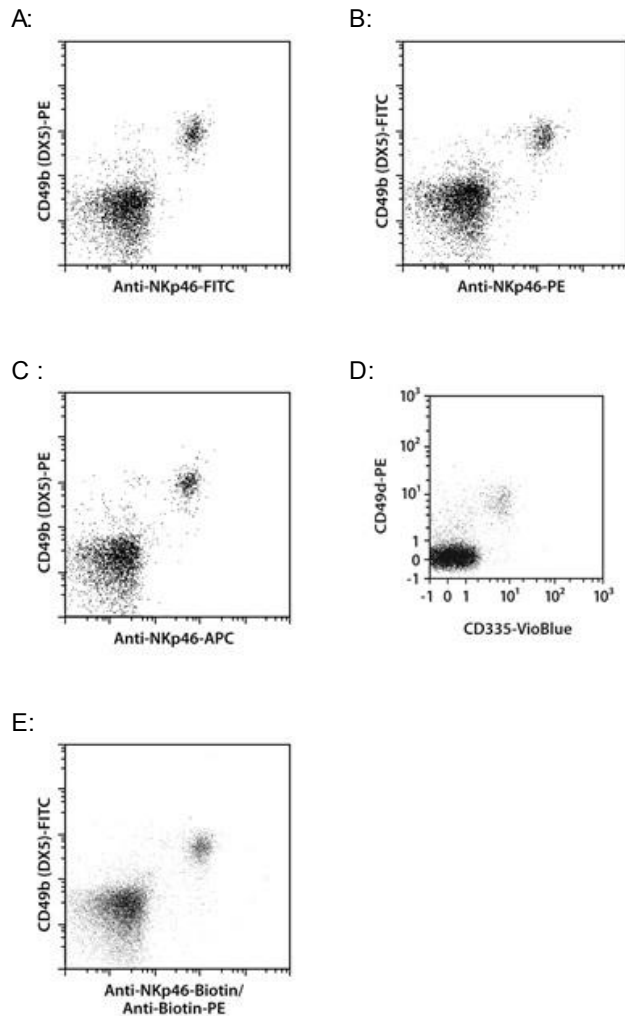 A:
B:
CD49b (DX5)-PE
Anti-NKp46-FITC
CD49b (DX5)-FITC
Anti-NKp46-PE
C :
D:
CD49b (DX5)-PE
Anti-NKp46-APC
CD49d-PE
10³
10²
10¹
1
0
-1
-1 0 1 10¹ 10² 10³
CD335-VioBlue
E:
CD49b (DX5)-FITC
Anti-NKp46-Biotin/
Anti-Biotin-PE